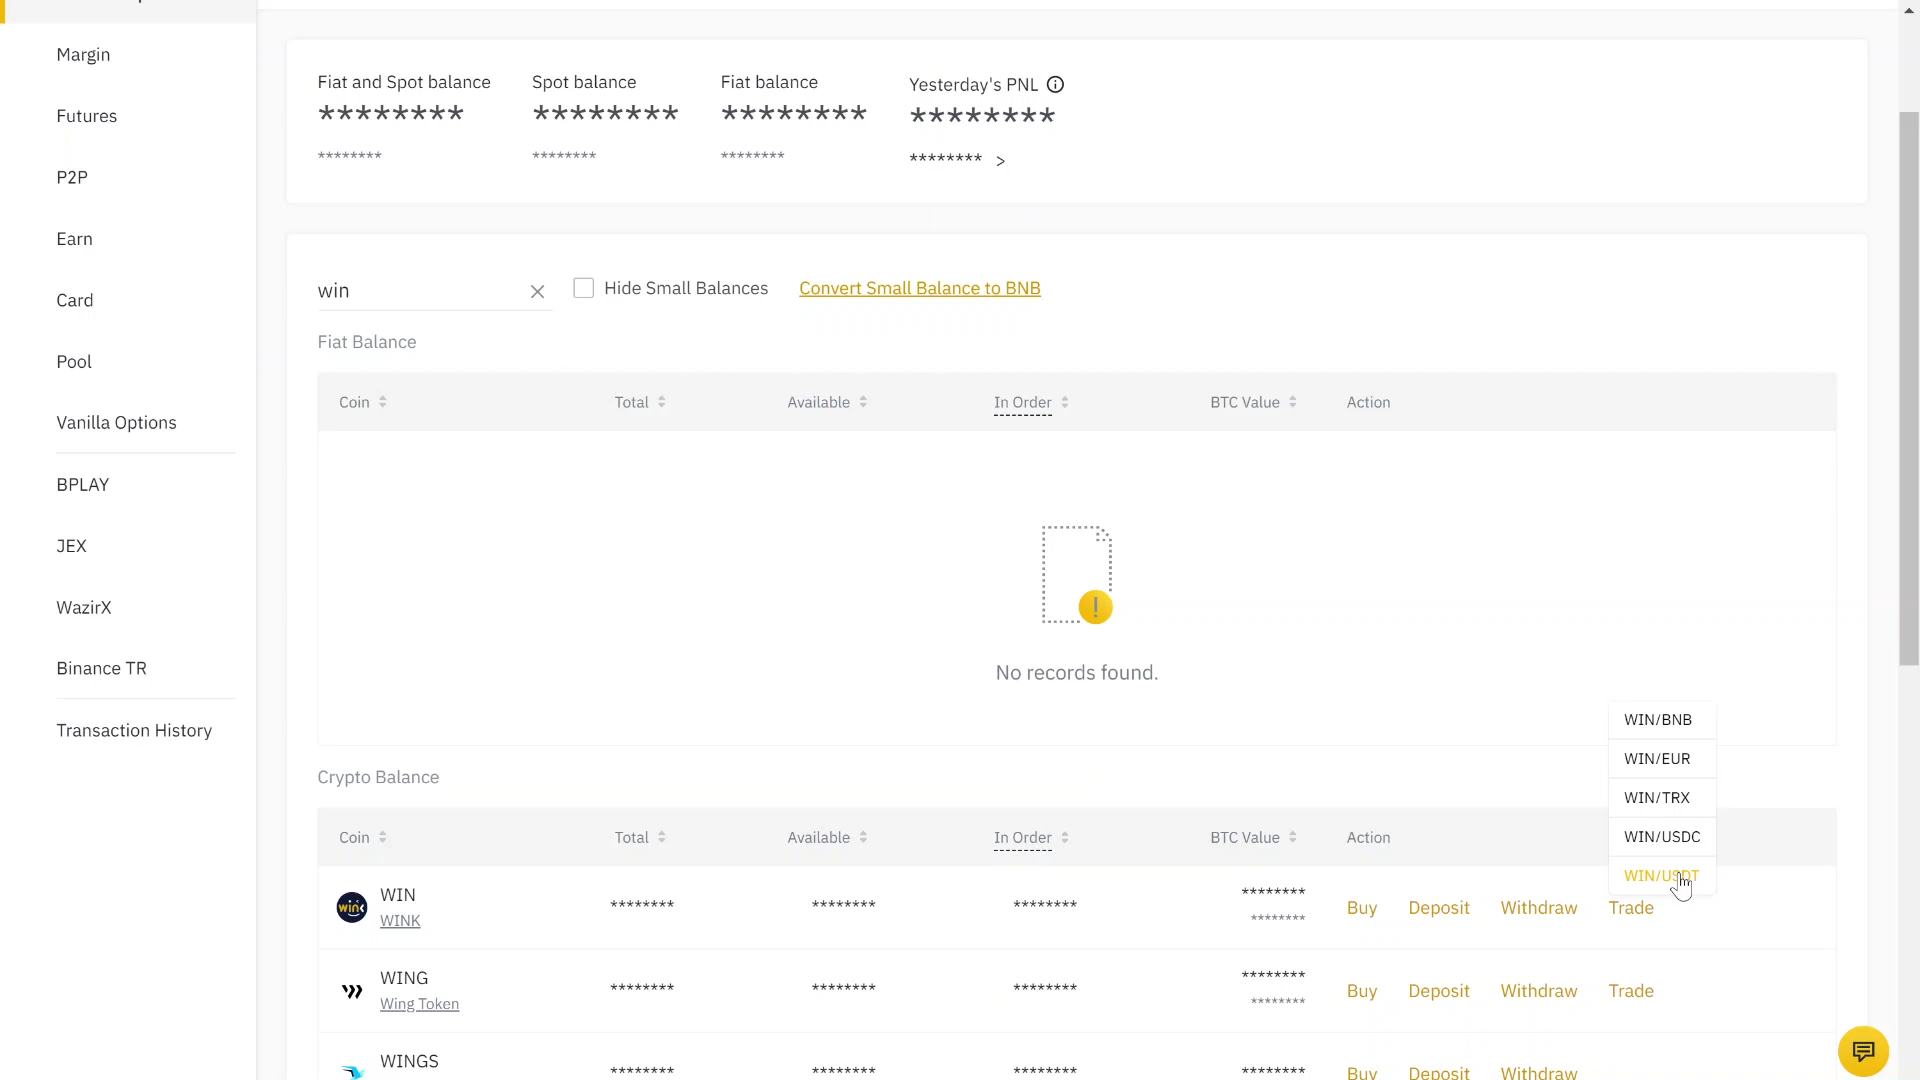 Margin
Futures
P2P
Earn
Card
Pool
Vanilla Options
BPLAY
JEX
WazirX
Binance TR
Transaction History
Fiat and Spot balance Spot balance Fiat balance Yesterday's PNL
******** ******** ******** ********
******** ******** ******** ******** >
win Hide Small Balances Convert Small Balance to BNB
Fiat Balance
Coin Total Available In Order BTC Value Action
No records found.
WIN/BNB
WIN/EUR
WIN/TRX
WIN/USDC
WIN/USDT
Crypto Balance
Coin Total Available In Order BTC Value Action
WIN ******** ******** ******** ******** Buy Deposit Withdraw Trade
WINK ********
WING ******** ******** ******** ******** Buy Deposit Withdraw Trade
Wing Token ********
WINGS ******** ******** ******** ******** Buy Deposit Withdraw